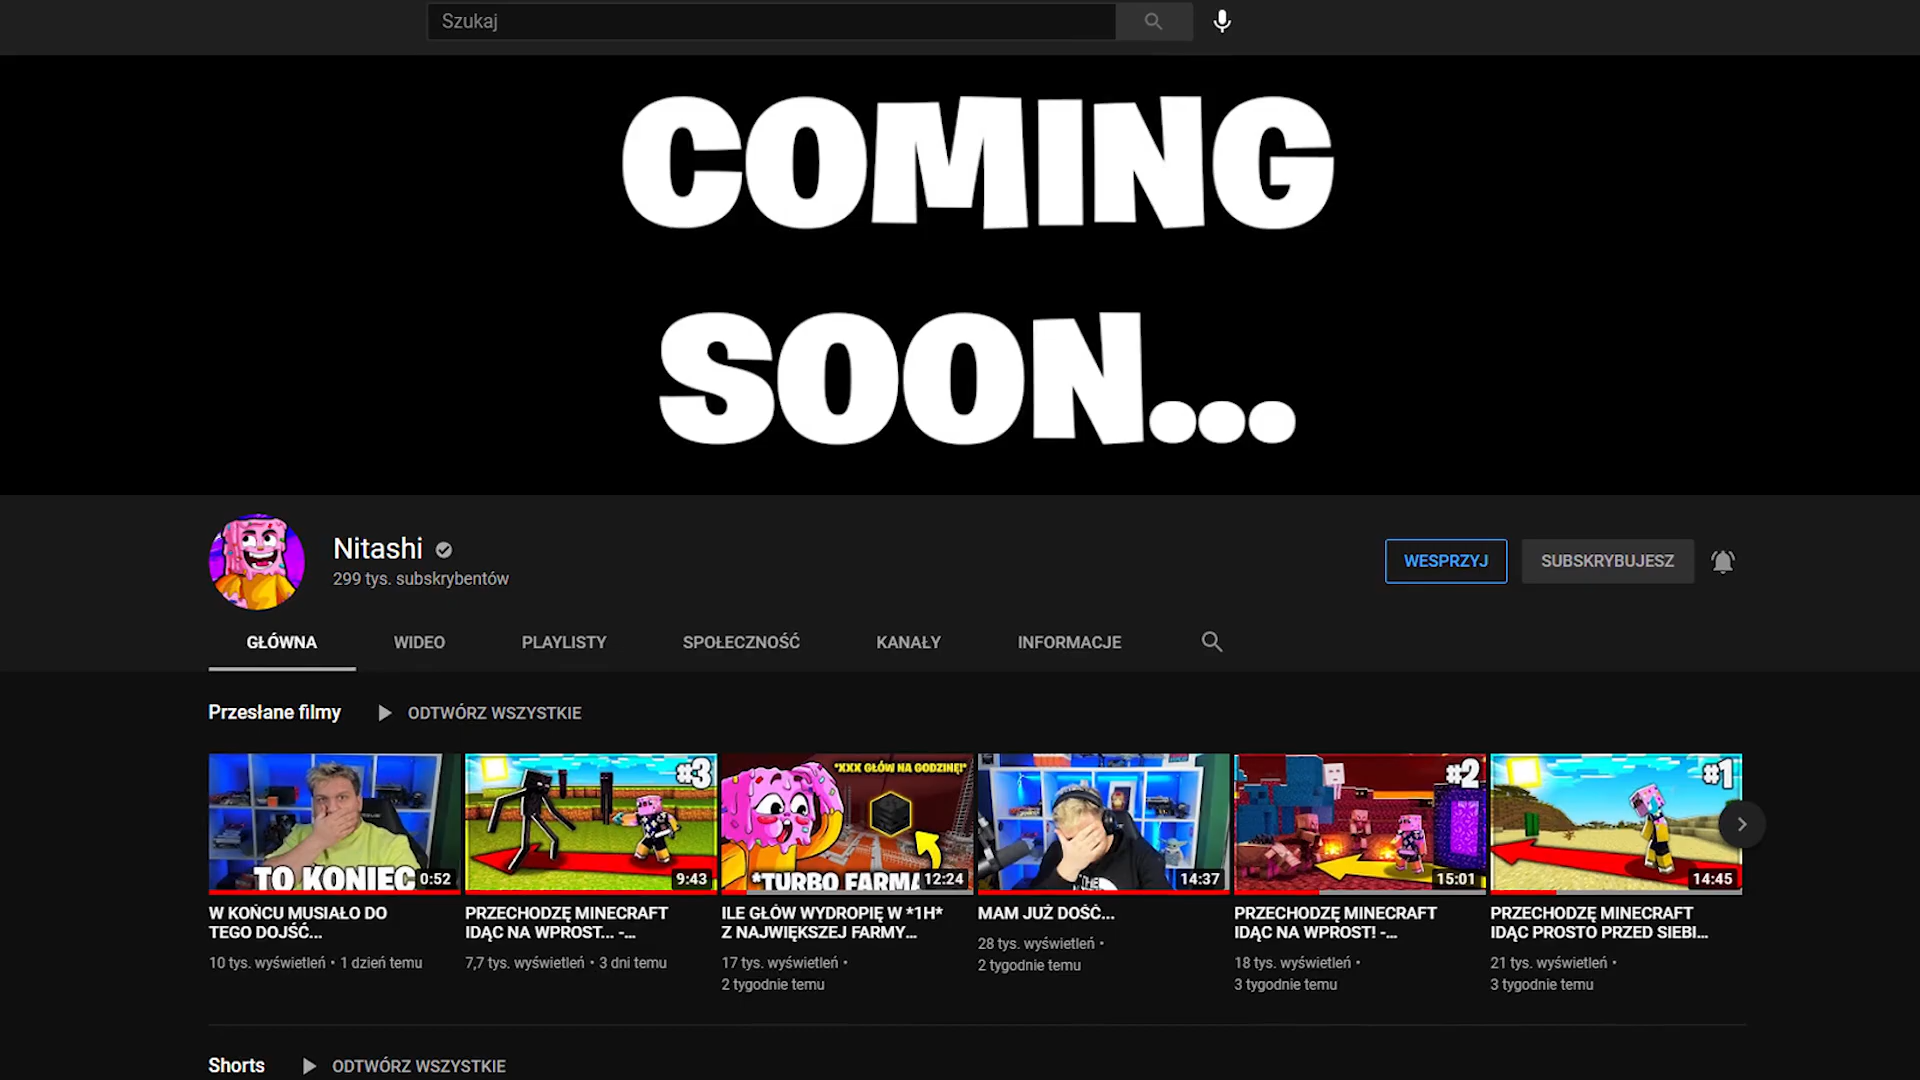 Szukaj
COMING
SOON...
Nitashi
299 tys. subskrybentów
WESPRZYJ
SUBSKRYBUJESZ
GŁÓWNA
WIDEO
PLAYLISTY
SPOŁECZNOŚĆ
KANAŁY
INFORMACJE
Przesłane filmy
ODTWÓRZ WSZYSTKIE
TO KONIEC
0:52
#3
9:43
*XXX GŁÓW NA GODZINĘ!*
*TURBO FARMA
12:24
THE
14:37
#2
15:01
#1
14:45
W KOŃCU MUSIAŁO DO
TEGO DOJŚĆ...
10 tys. wyświetleń • 1 dzień temu
PRZECHODZĘ MINECRAFT
IDĄC NA WPROST... -...
7,7 tys. wyświetleń • 3 dni temu
ILE GŁÓW WYDROPIĘ W *1H*
Z NAJWIĘKSZEJ FARMY...
17 tys. wyświetleń •
2 tygodnie temu
MAM JUŻ DOŚĆ...
28 tys. wyświetleń •
2 tygodnie temu
PRZECHODZĘ MINECRAFT
IDĄC NA WPROST! -...
18 tys. wyświetleń •
3 tygodnie temu
PRZECHODZĘ MINECRAFT
IDĄC PROSTO PRZED SIEBI...
21 tys. wyświetleń •
3 tygodnie temu
Shorts
ODTWÓRZ WSZYSTKIE